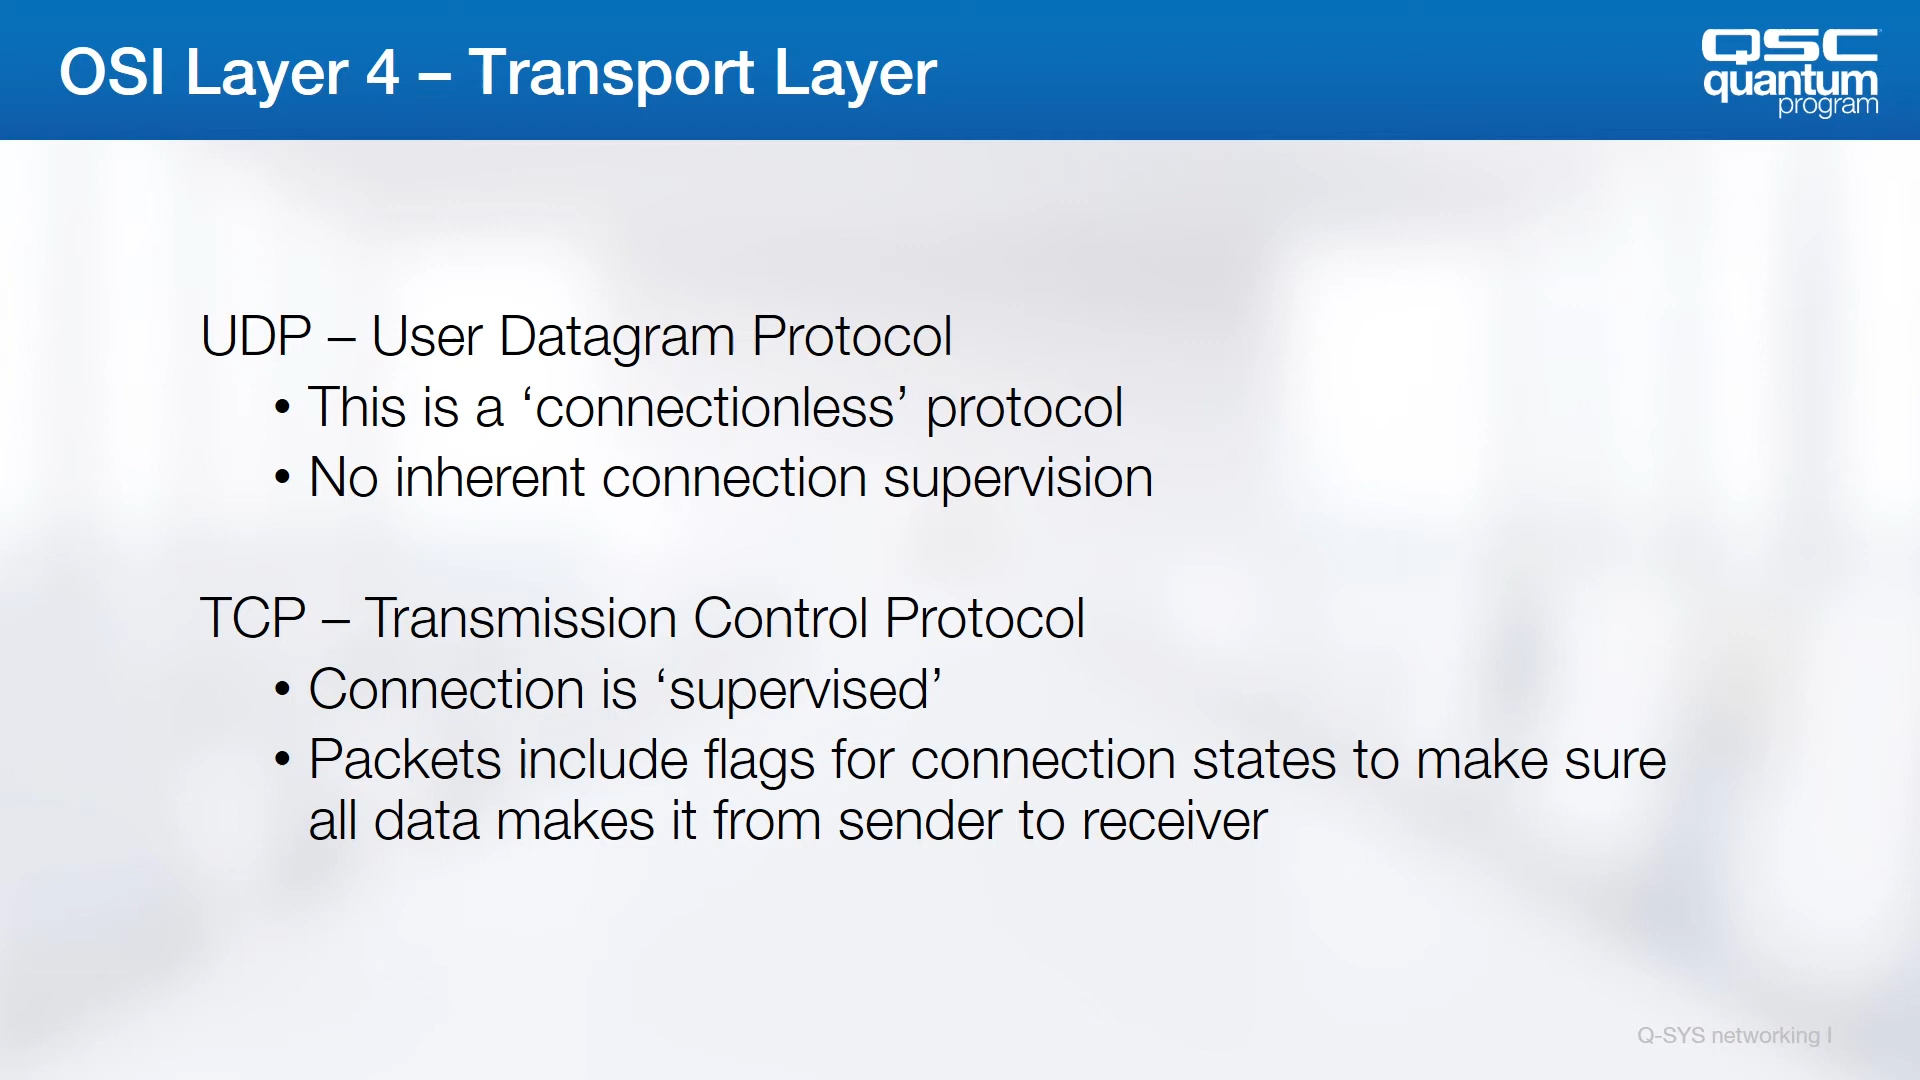 OSI Layer 4 – Transport Layer
QSC
quantum
program
UDP – User Datagram Protocol
• This is a ‘connectionless’ protocol
• No inherent connection supervision
TCP – Transmission Control Protocol
• Connection is ‘supervised’
• Packets include flags for connection states to make sure
all data makes it from sender to receiver
Q-SYS networking I